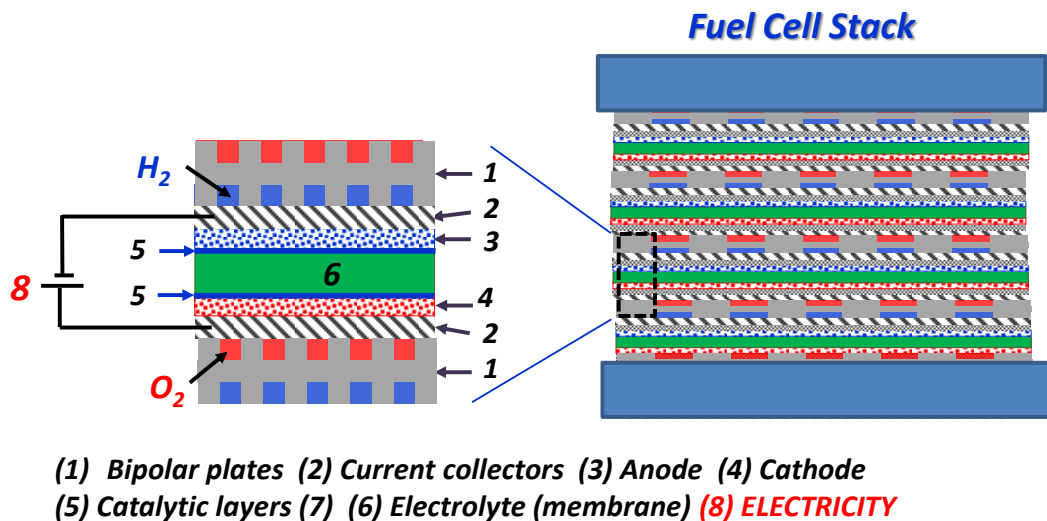 Fuel Cell Stack
H2
1
2
5
3
6
8
5
4
2
1
O2
(1) Bipolar plates (2) Current collectors (3) Anode (4) Cathode
(5) Catalytic layers (7) (6) Electrolyte (membrane) (8) ELECTRICITY